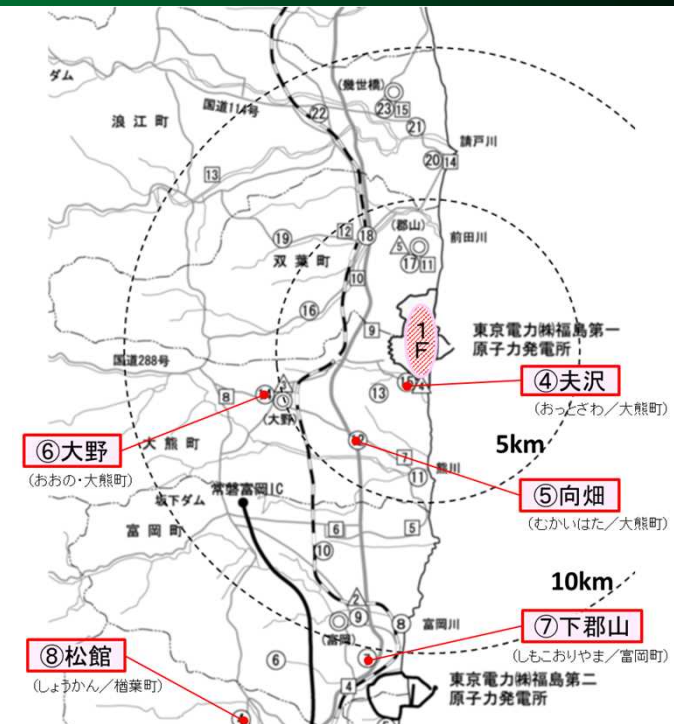 ダム
(幾世橋)
国道114号
22
23
15
浪江町
21
請戸川
20
14
13
19
12
18
(郡山)
5
前田川
17
11
双葉町
10
16
9
1F
東京電力㈱福島第一
原子力発電所
国道288号
8
(大野)
13
④夫沢
(おっとざわ/大熊町)
大熊町
⑥大野
(おおの・大熊町)
5km
7
熊川
11
坂下ダム
常磐富岡IC
⑤向畑
(むかいはた/大熊町)
富岡町
6
5
10
10km
2
9
8
富岡川
(富岡)
⑦下郡山
(しもこおりやま/富岡町)
⑧松館
(しょうかん/楢葉町)
6
7
4
東京電力㈱福島第二
原子力発電所